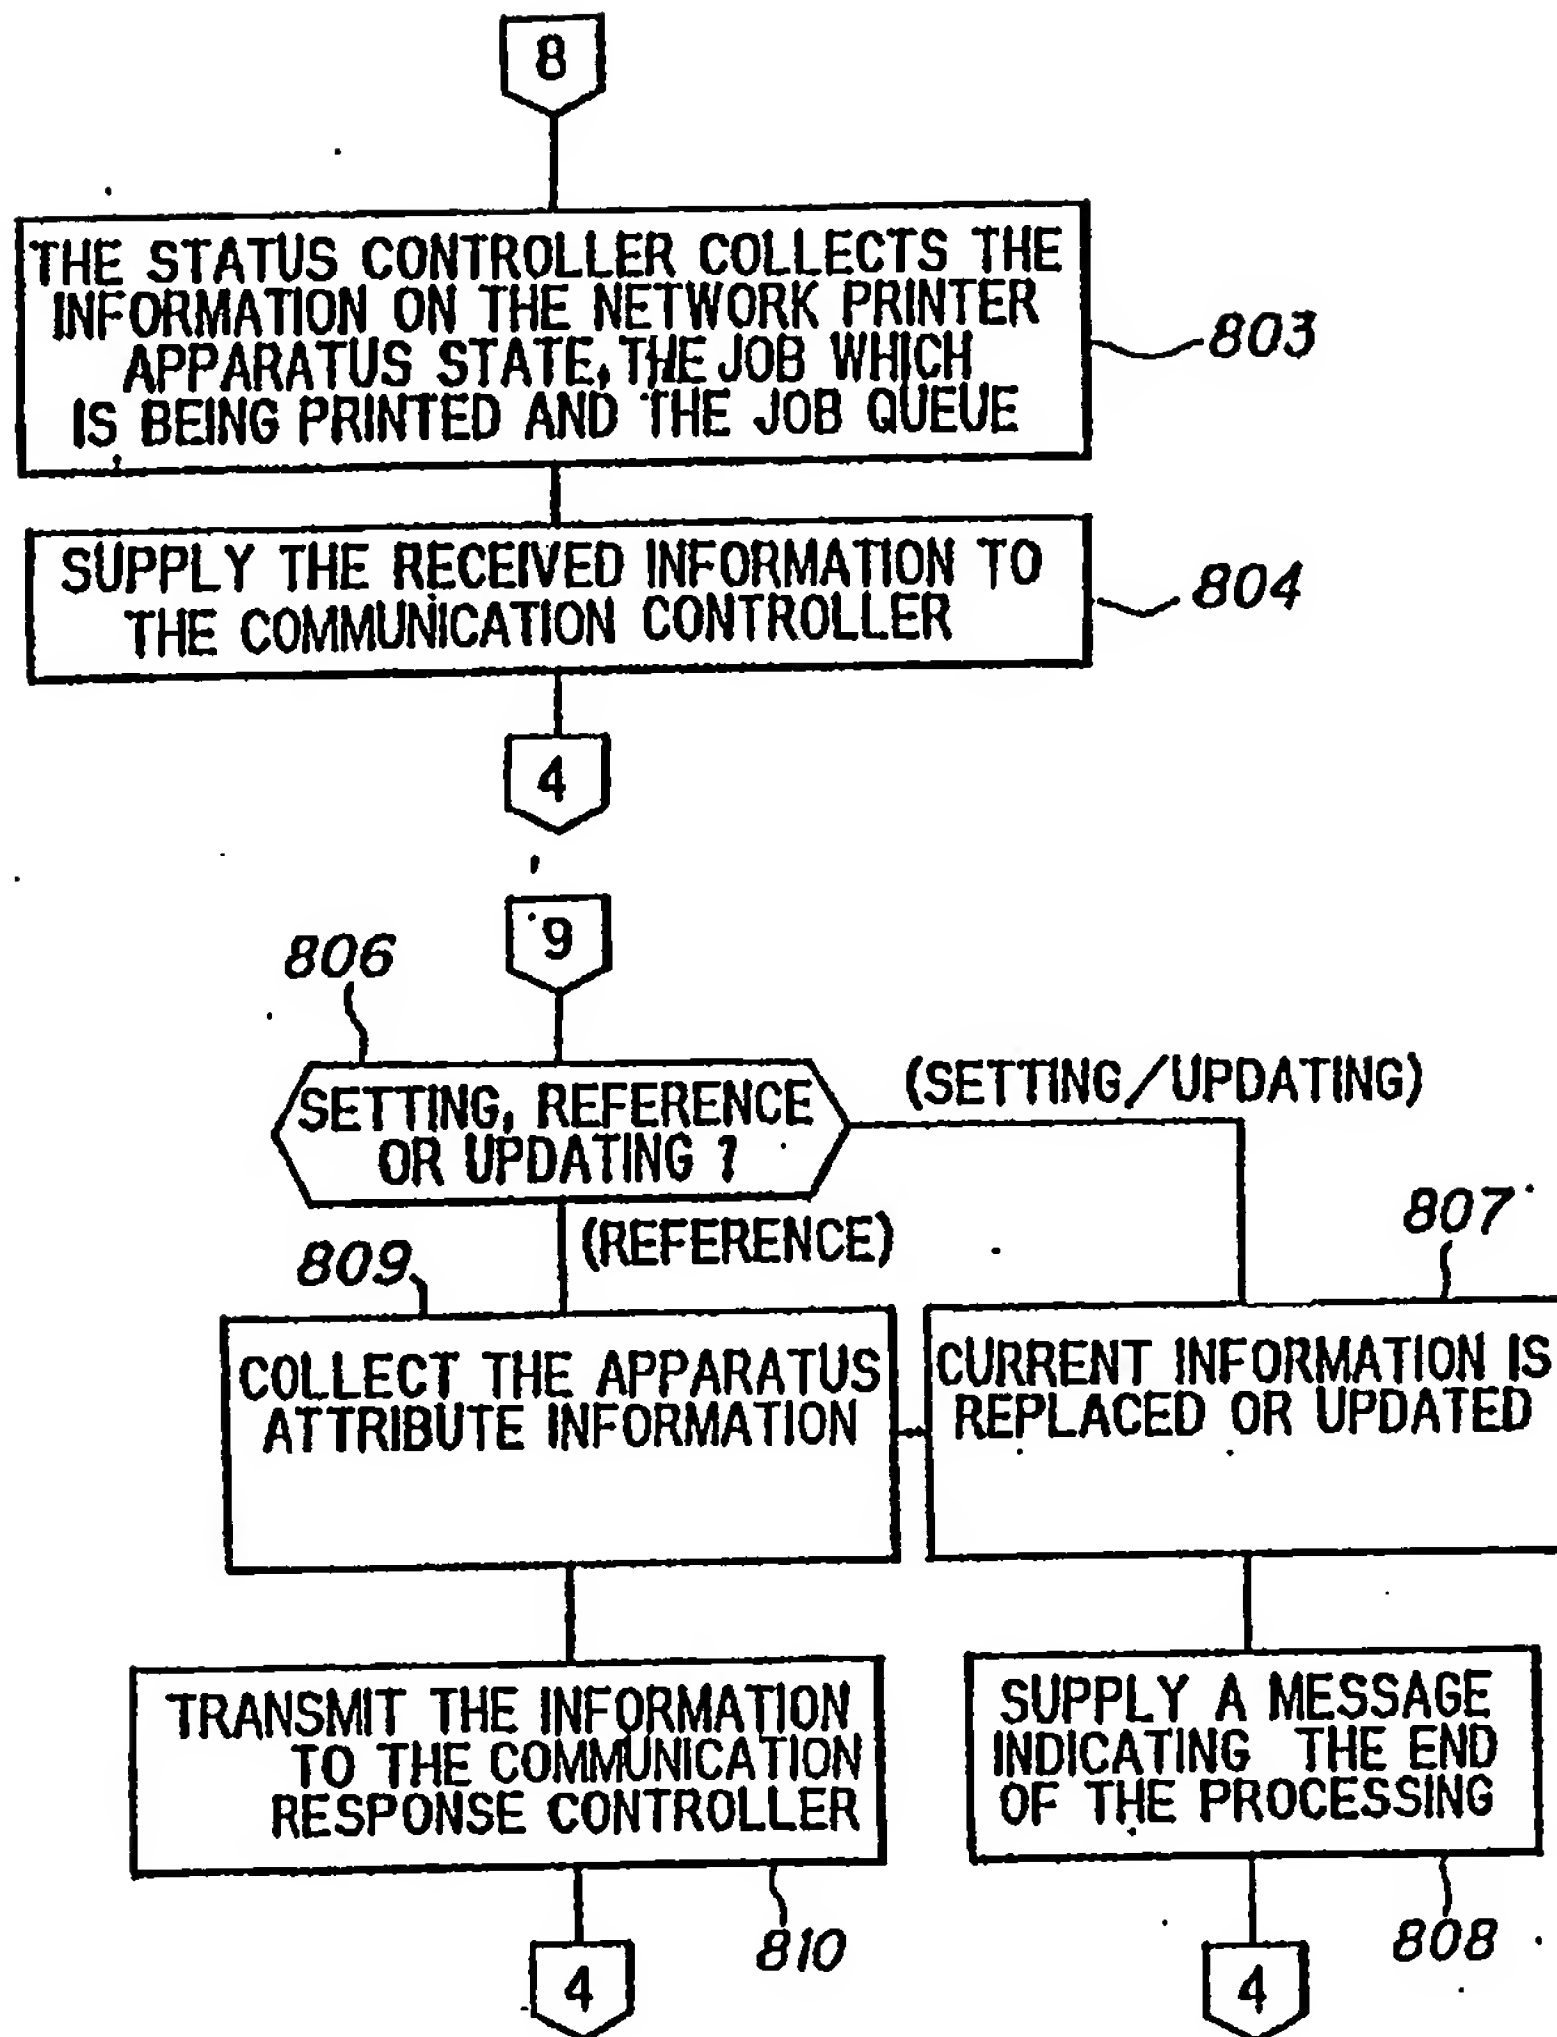 8
THE STATUS CONTROLLER COLLECTS THE
INFORMATION ON THE NETWORK PRINTER
APPARATUS STATE, THE JOB WHICH
IS BEING PRINTED AND THE JOB QUEUE
803
SUPPLY THE RECEIVED INFORMATION TO
THE COMMUNICATION CONTROLLER
804
4
9
806
SETTING, REFERENCE
OR UPDATING ?
(SETTING/UPDATING)
(REFERENCE)
809
807
COLLECT THE APPARATUS
ATTRIBUTE INFORMATION
CURRENT INFORMATION IS
REPLACED OR UPDATED
TRANSMIT THE INFORMATION
TO THE COMMUNICATION
RESPONSE CONTROLLER
810
SUPPLY A MESSAGE
INDICATING THE END
OF THE PROCESSING
808
4
4